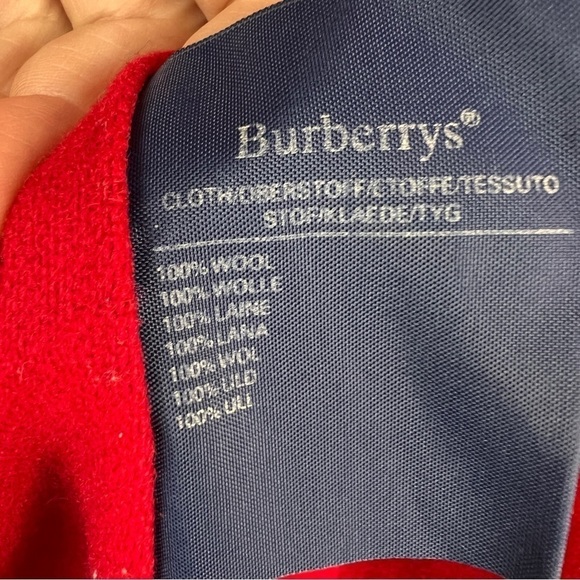 Burberrys®
CLOTH/OBERSTOFF/ETOFFE/TESSUTO
STOF/KLAEDE/TYG
100% WOOL
100% WOLLE
100% LAINE
100% LANA
100% WOL
100% ULD
100% ULL